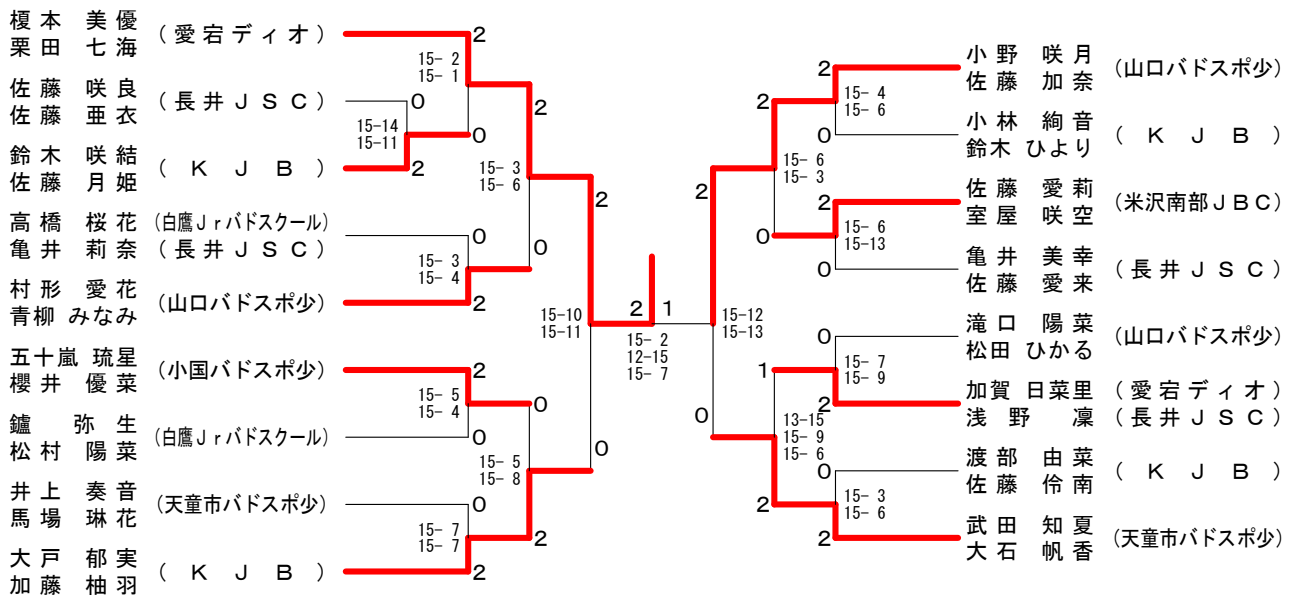 榎本 美優
栗田 七海
(愛宕ディオ)
2
15- 2
15- 1
佐藤 咲良
佐藤 亜衣
(長井JSC)
0
15-14
15-11
0
鈴木 咲結
佐藤 月姫
(KJB)
2
2
15- 3
15- 6
高橋 桜花
亀井 莉奈
(白鷹Jrバドスクール)
(長井JSC)
0
15- 3
15- 4
0
村形 愛花
青柳 みなみ
(山口バドスポ少)
2
2
15-10
15-11
五十嵐 琉星
櫻井 優菜
(小国バドスポ少)
2
15- 5
15- 4
0
鑪 弥生
松村 陽菜
(白鷹Jrバドスクール)
0
15- 5
15- 8
0
井上 奏音
馬場 琳花
(天童市バドスポ少)
0
15- 7
15- 7
2
大戸 郁実
加藤 柚羽
(KJB)
2
2
1
15- 2
12-15
15- 7
小野 咲月
佐藤 加奈
(山口バドスポ少)
2
15- 4
15- 6
2
小林 絢音
鈴木 ひより
(KJB)
0
15- 6
15- 3
2
佐藤 愛莉
室屋 咲空
(米沢南部JBC)
2
15- 6
15-13
0
亀井 美幸
佐藤 愛来
(長井JSC)
0
15-12
15-13
滝口 陽菜
松田 ひかる
(山口バドスポ少)
0
15- 7
15- 9
1
加賀 日菜里
浅野 凜
(愛宕ディオ)
(長井JSC)
2
13-15
15- 9
15- 6
0
渡部 由菜
佐藤 伶南
(KJB)
0
15- 3
15- 6
2
武田 知夏
大石 帆香
(天童市バドスポ少)
2